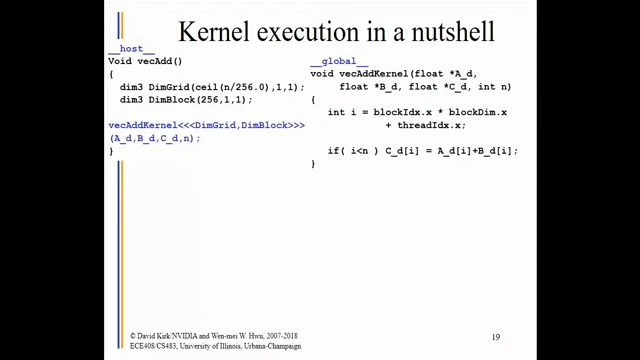 Kernel execution in a nutshell
__host__
Void vecAdd()
{
dim3 DimGrid(ceil(n/256.0),1,1);
dim3 DimBlock(256,1,1);
vecAddKernel<<<DimGrid,DimBlock>>>
(A_d,B_d,C_d,n);
}
__global__
void vecAddKernel(float *A_d,
float *B_d, float *C_d, int n)
{
int i = blockIdx.x * blockDim.x
+ threadIdx.x;
if( i<n ) C_d[i] = A_d[i]+B_d[i];
}
© David Kirk/NVIDIA and Wen-mei W. Hwu, 2007-2018
ECE408/CS483, University of Illinois, Urbana-Champaign
19